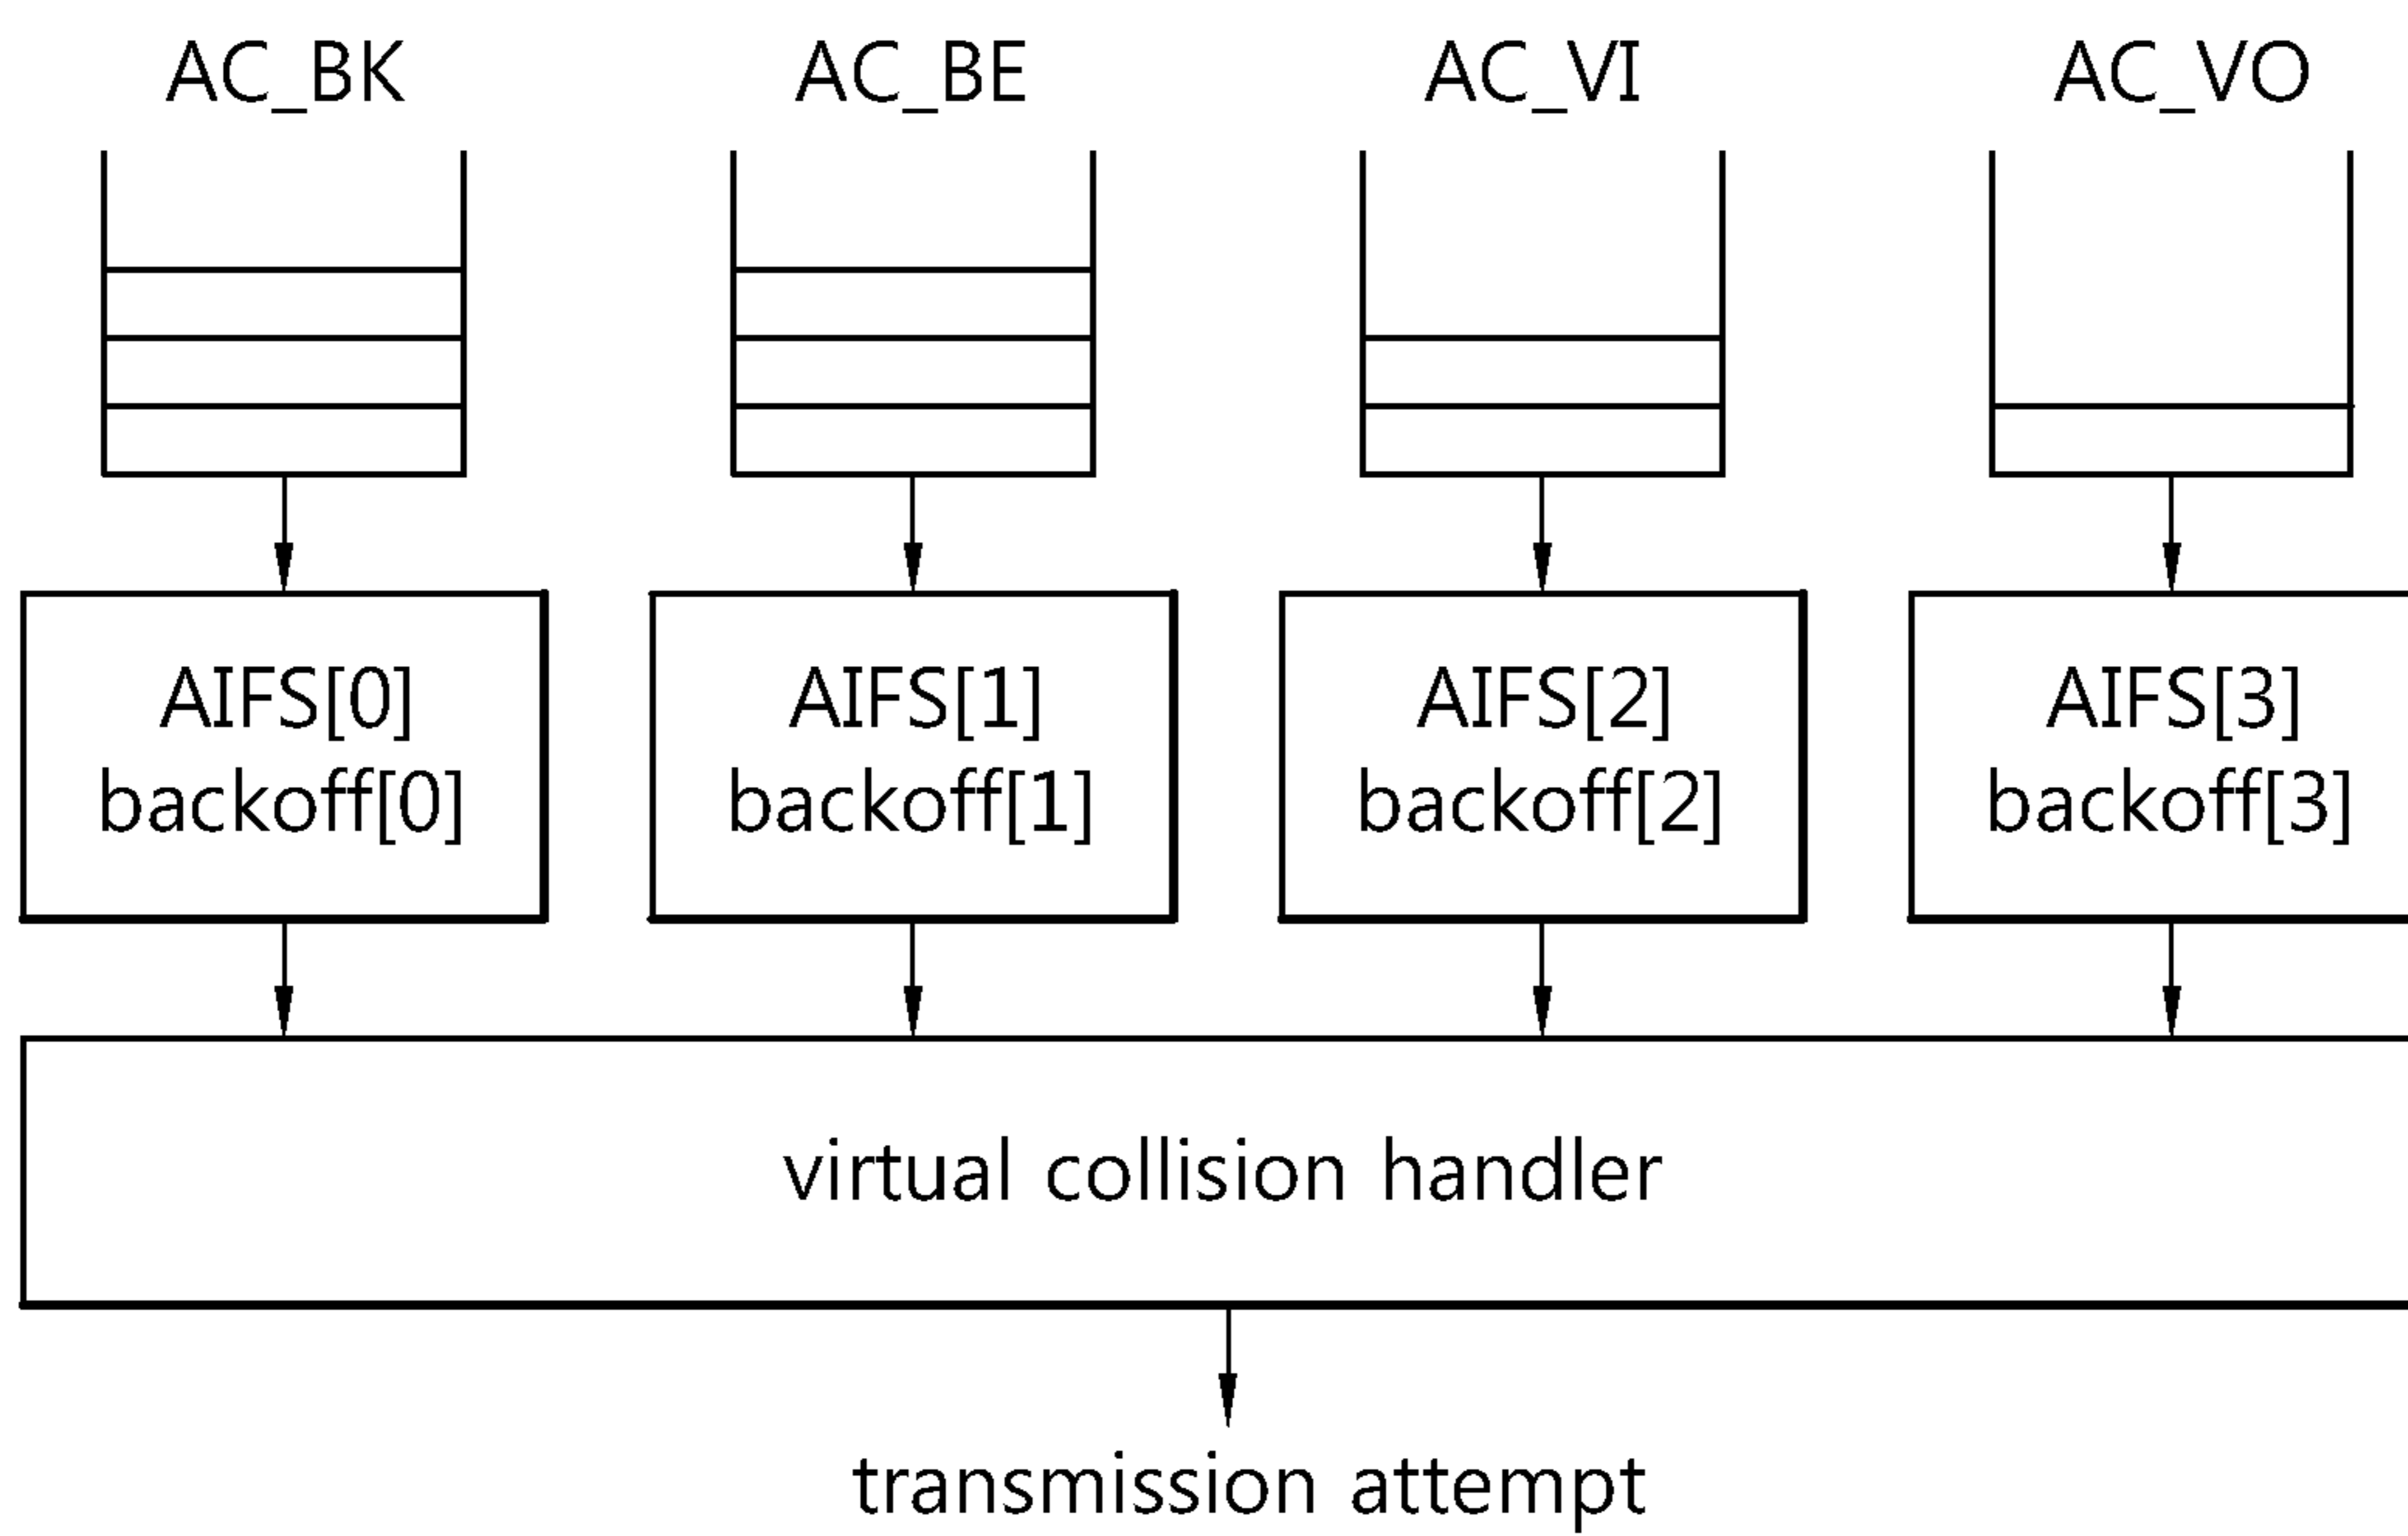 AC_BK AC_BE AC_VI AC_VO
AIFS[0] AIFS[1] AIFS[2] AIFS[3]
backoff[0] backoff[1] backoff[2] backoff[3]
virtual collision handler
transmission attempt